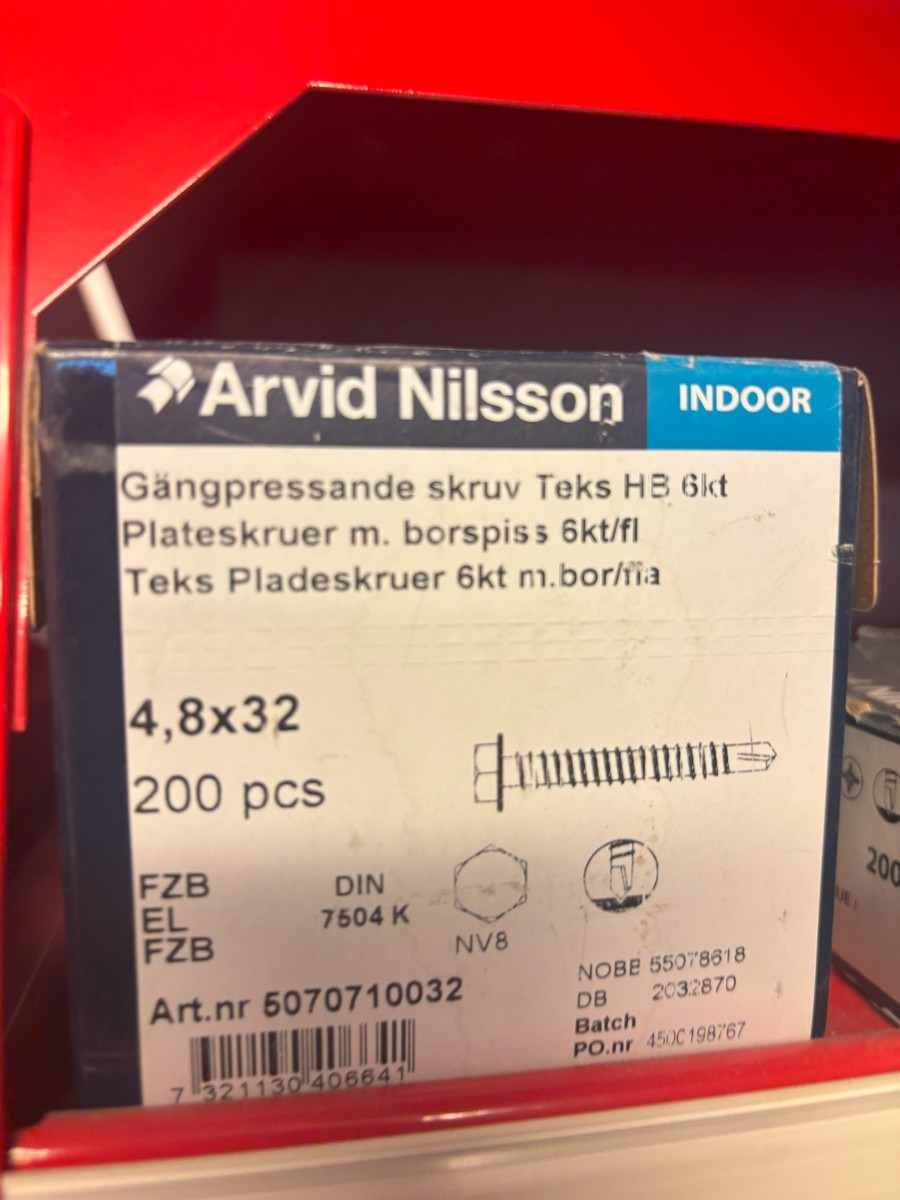 Arvid Nilsson
INDOOR
Gängpressande skruv Teks HB 6kt
Plateskruer m. borspiss 6kt/fl
Teks Pladeskruer 6kt m.bor/fla
4,8x32
200 pcs
FZB
EL
FZB
DIN
7504 K
NV8
Art.nr 5070710032
NOBB 55078618
DB 2032870
Batch
PO.nr 4500198767
7 321130 406641
200